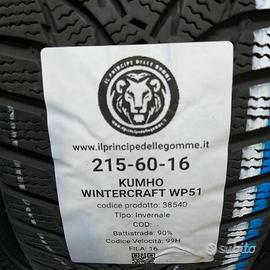 IL PRINCIPE DELLE GOMME
www.ilprincipedellegomme.it
215-60-16
KUMHO
WINTERCRAFT WP51
codice prodotto: 38540
Tipo: Invernale
COD:
Battistrada: 90%
Codice Velocità: 99H
FILA: 16
subito